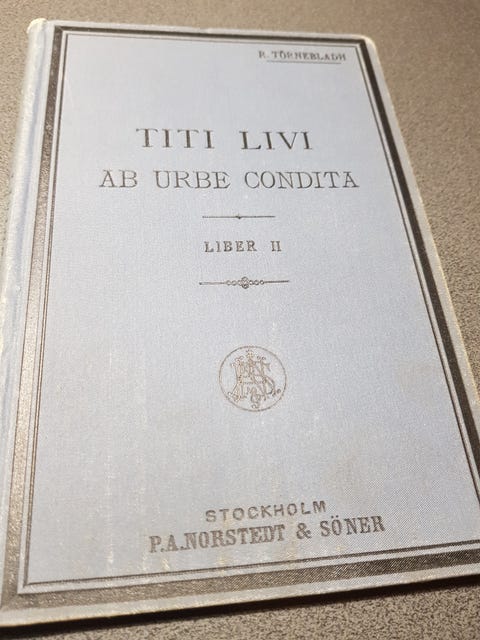 R. TÖRNEBLADH
TITI LIVI
AB URBE CONDITA
LIBER II
STOCKHOLM
P.A.NORSTEDT & SÖNER